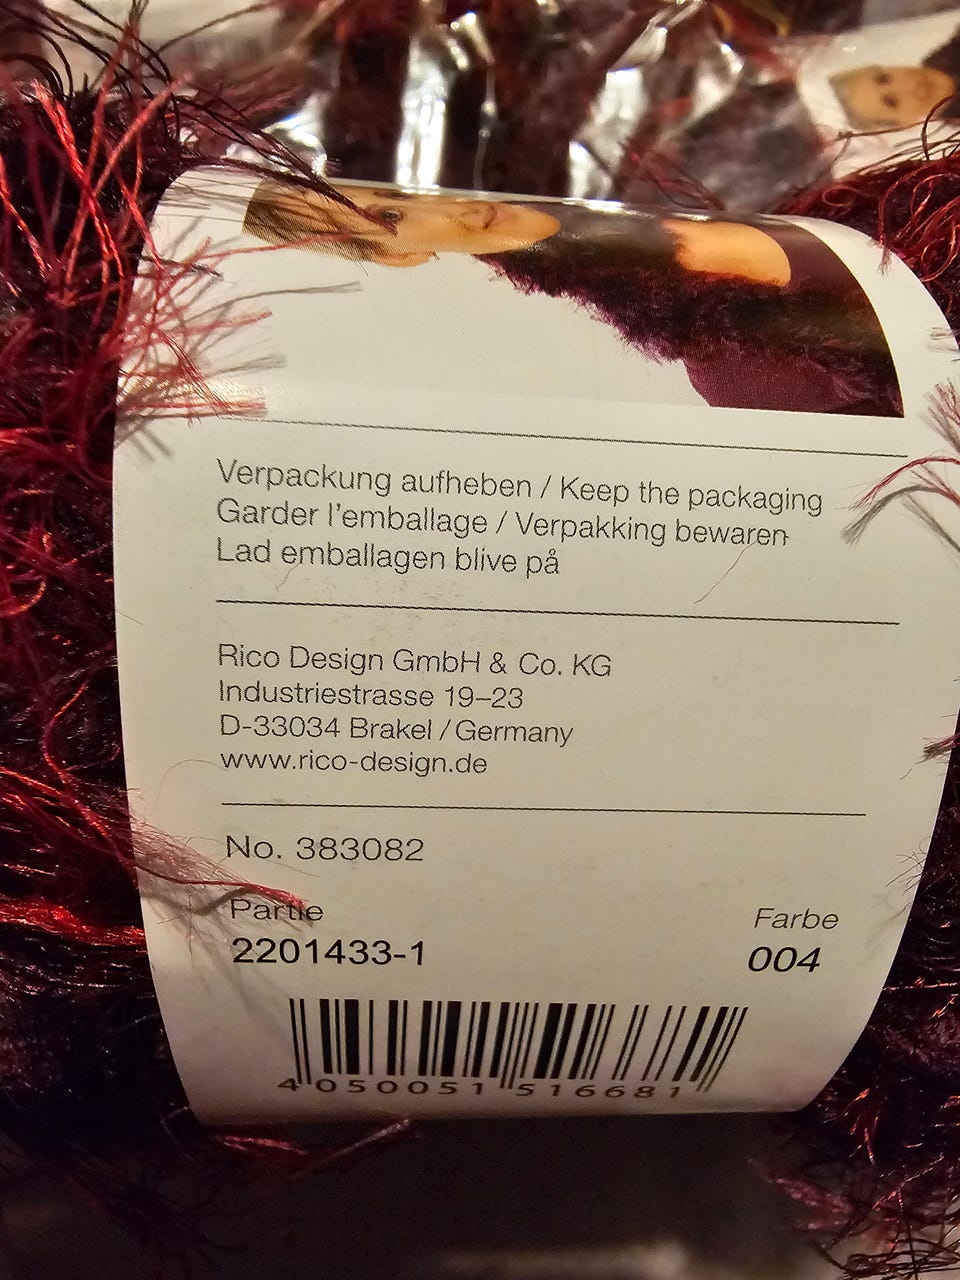 Verpackung aufheben / Keep the packaging
Garder l'emballage / Verpakking bewaren
Lad emballagen blive på
Rico Design GmbH & Co. KG
Industriestrasse 19–23
D-33034 Brakel / Germany
www.rico-design.de
No. 383082
Partie Farbe
2201433-1 004
4 050051 516681